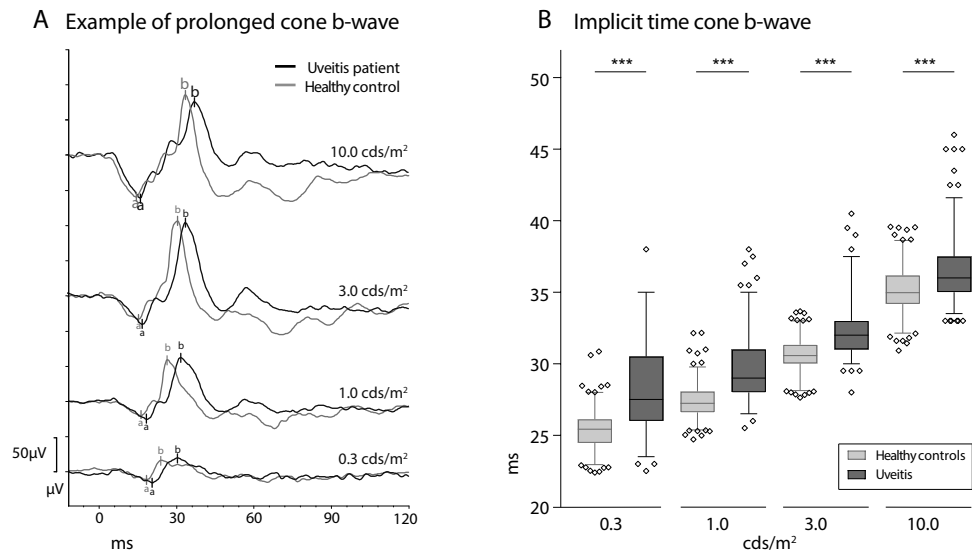 A Example of prolonged cone b-wave
Uveitis patient
Healthy control
b
b
10.0 cds/m²
a
a
b
b
3.0 cds/m²
a
a
b
b
1.0 cds/m²
a
a
50µV
b
b
0.3 cds/m²
a
a
µV
0 30 60 90 120
ms
B Implicit time cone b-wave
*** *** *** ***
50
45
40
35
30
25
20
ms
Healthy controls
Uveitis
0.3 1.0 3.0 10.0
cds/m²